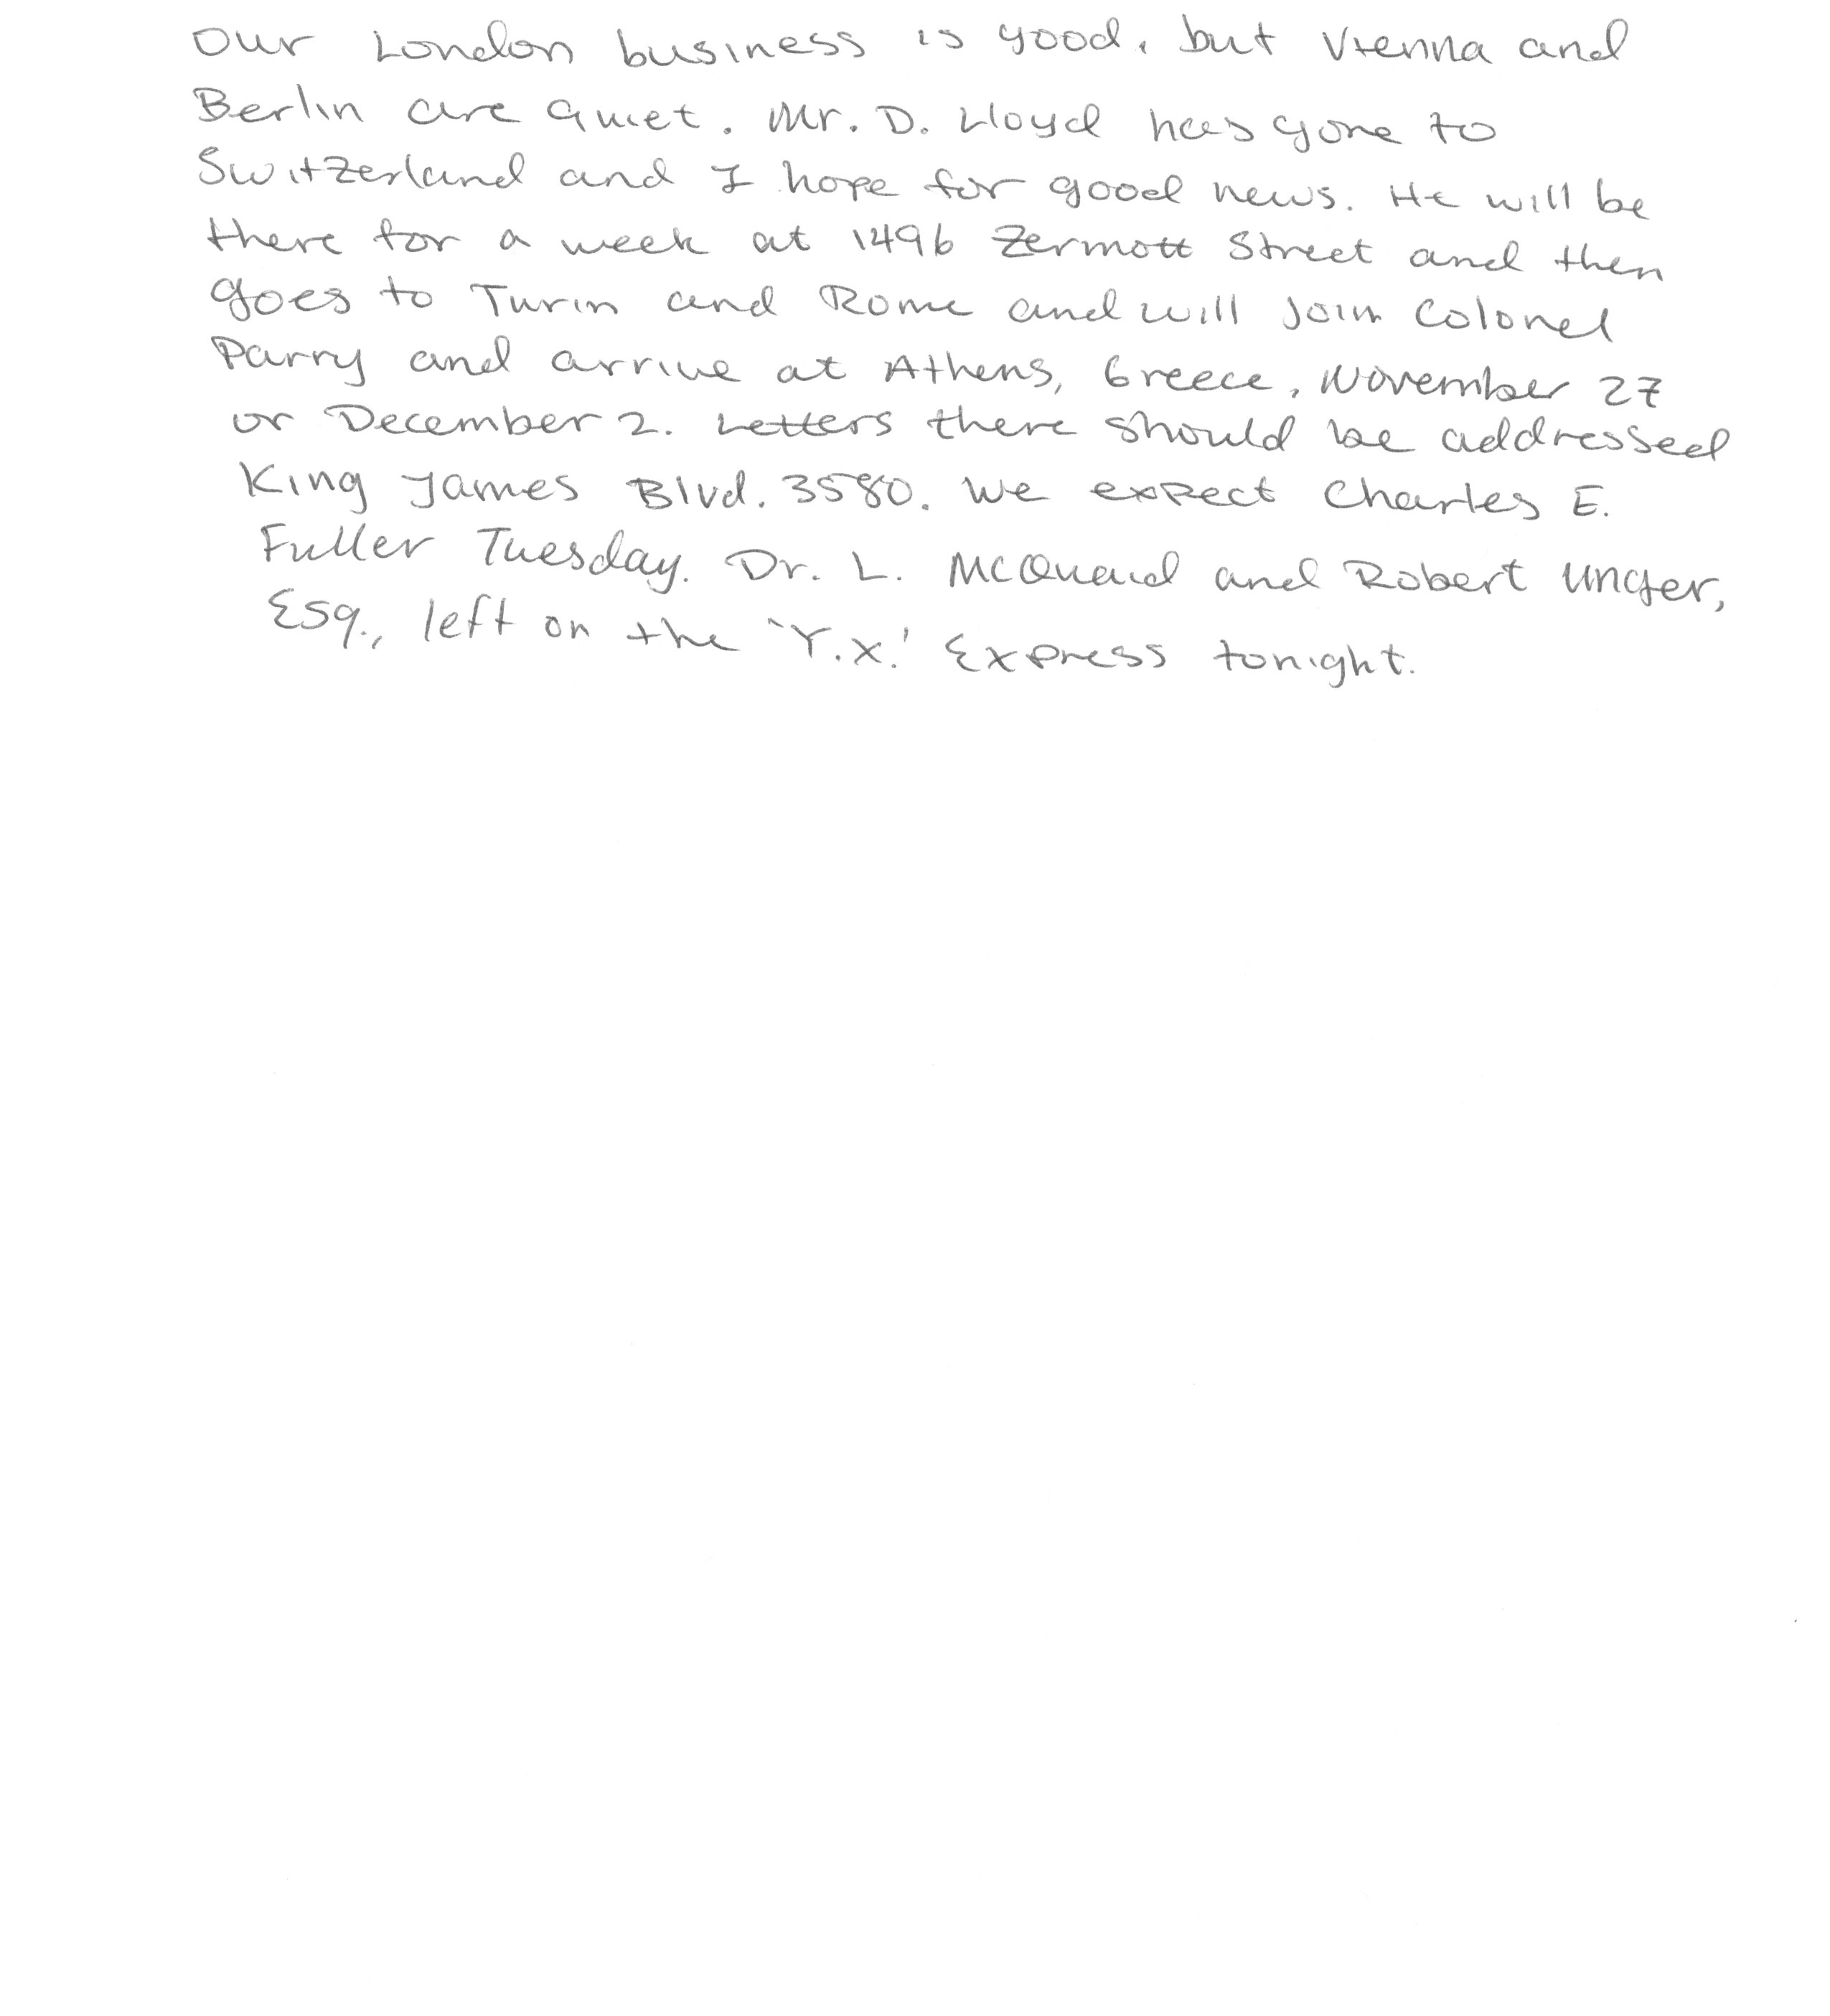 Our London business is good, but Vienna and
Berlin are quiet. Mr. D. Lloyd has gone to
Switzerland and I hope for good news. He will be
there for a week at 1496 Zermott Street and then
goes to Turin and Rome and will join Colonel
Parry and arrive at Athens, Greece, November 27
or December 2. Letters there should be addressed
King James Blvd. 3580. We expect Charles E.
Fuller Tuesday. Dr. L. McQuaid and Robert Unger,
Esq., left on the 'Y.X.' Express tonight.